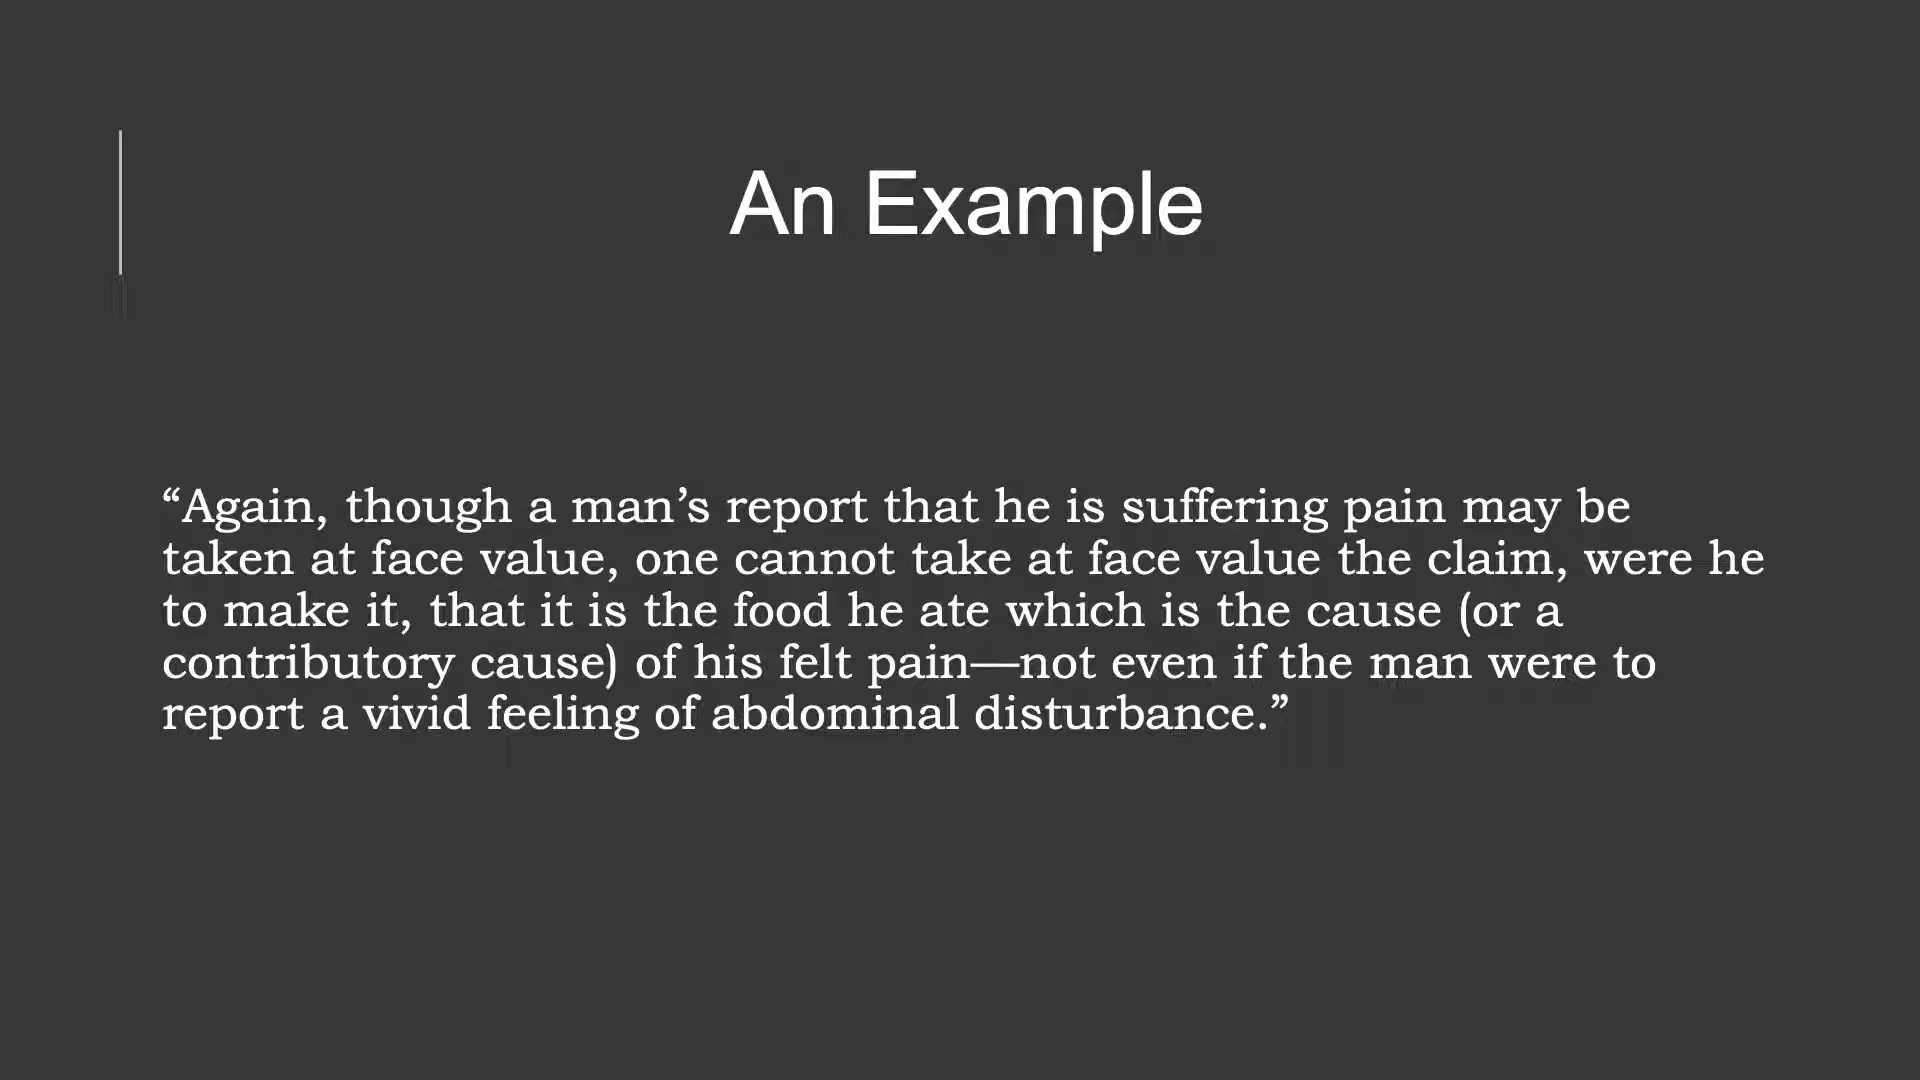 An Example
“Again, though a man’s report that he is suffering pain may be
taken at face value, one cannot take at face value the claim, were he
to make it, that it is the food he ate which is the cause (or a
contributory cause) of his felt pain—not even if the man were to
report a vivid feeling of abdominal disturbance.”